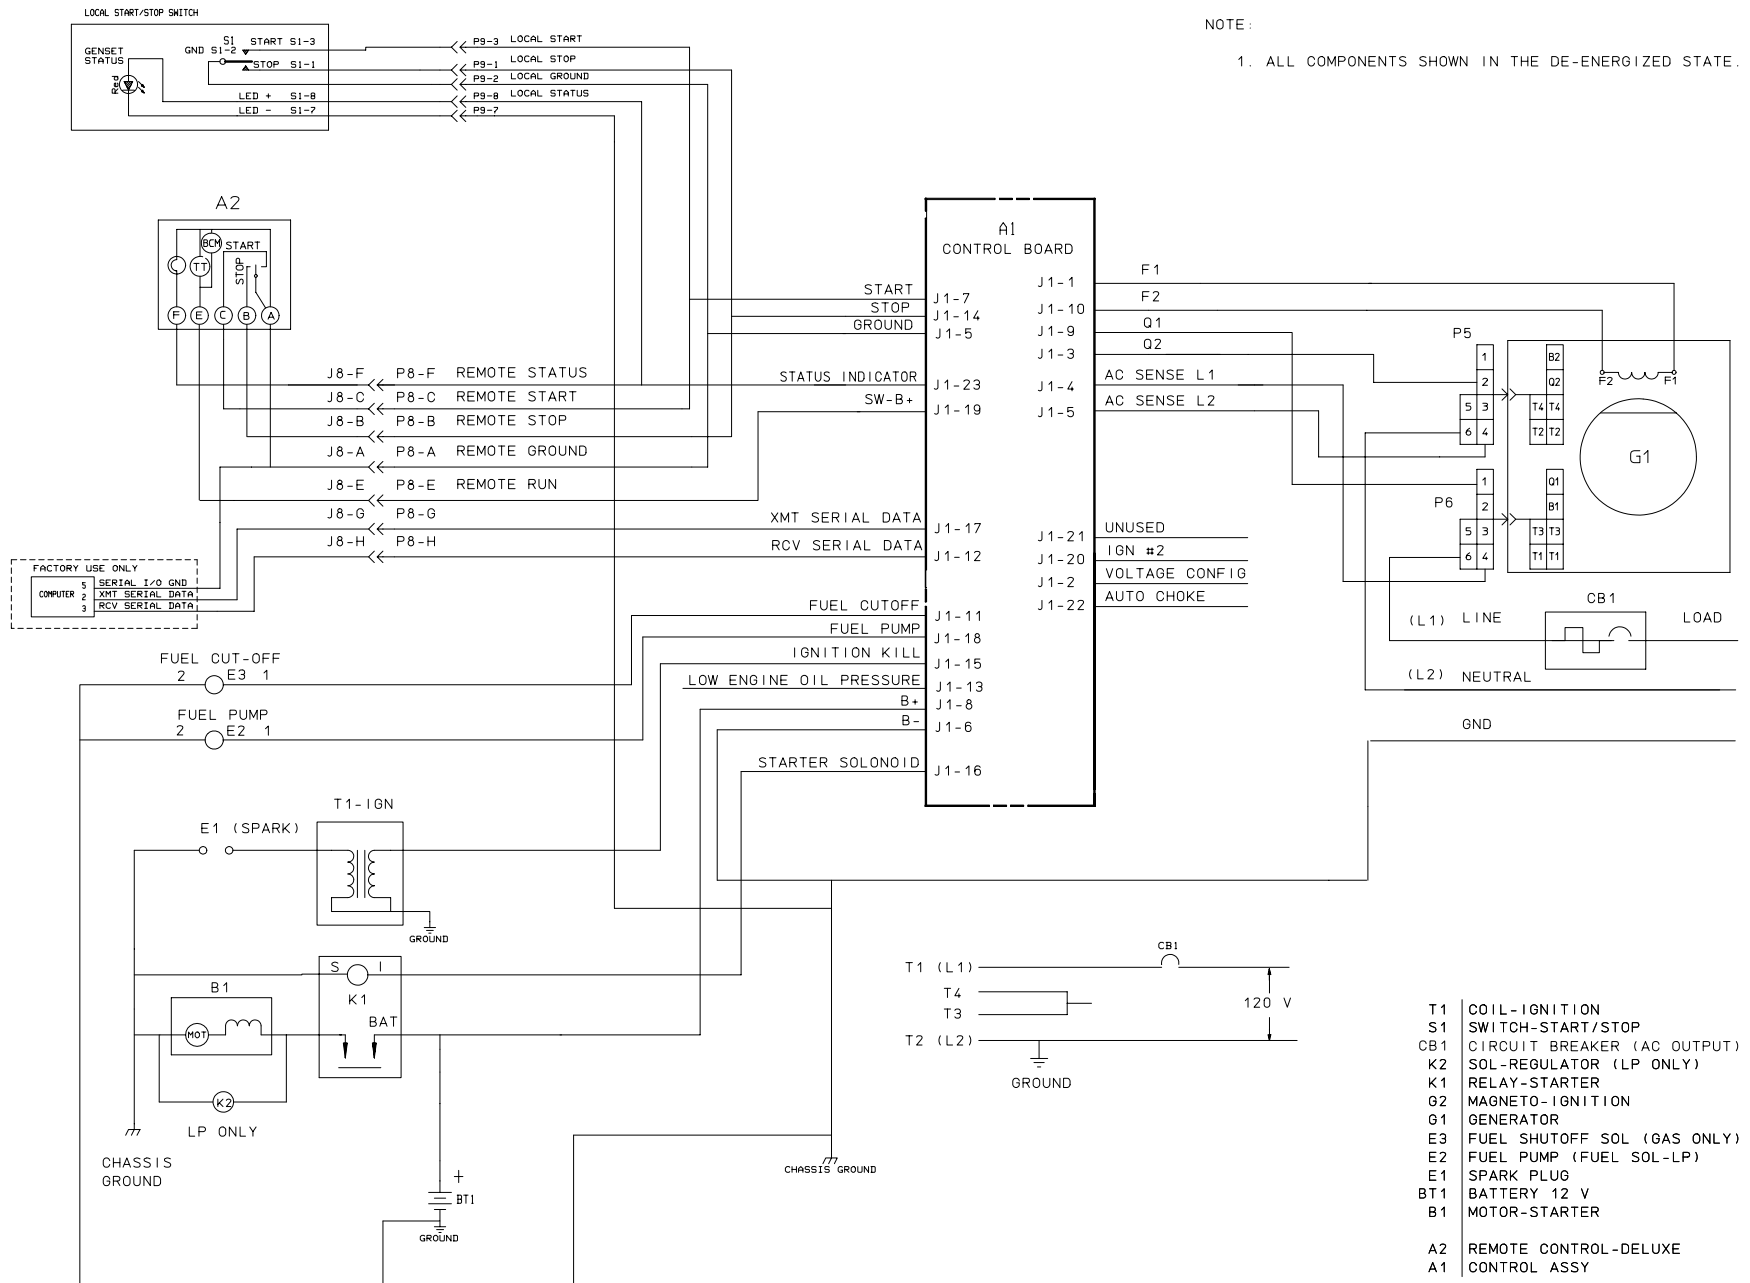 LOCAL START/STOP SWITCH
NOTE:
1. ALL COMPONENTS SHOWN IN THE DE-ENERGIZED STATE.
GENSET
STATUS
Red
S1
GND S1-2
START S1-3
STOP S1-1
LED + S1-8
LED - S1-7
P9-3 LOCAL START
P9-1 LOCAL STOP
P9-2 LOCAL GROUND
P9-8 LOCAL STATUS
P9-7
A2
BCM
START
TT
STOP
F E C B A
J8-F P8-F REMOTE STATUS
J8-C P8-C REMOTE START
J8-B P8-B REMOTE STOP
J8-A P8-A REMOTE GROUND
J8-E P8-E REMOTE RUN
J8-G P8-G
J8-H P8-H
FACTORY USE ONLY
COMPUTER
5 SERIAL I/O GND
2 XMT SERIAL DATA
3 RCV SERIAL DATA
A1
CONTROL BOARD
START J1-7
STOP J1-14
GROUND J1-5
STATUS INDICATOR J1-23
SW-B+ J1-19
XMT SERIAL DATA J1-17
RCV SERIAL DATA J1-12
FUEL CUTOFF J1-11
FUEL PUMP J1-18
IGNITION KILL J1-15
LOW ENGINE OIL PRESSURE J1-13
B+ J1-8
B- J1-6
STARTER SOLONOID J1-16
J1-1 F1
J1-10 F2
J1-9 Q1
J1-3 Q2
J1-4 AC SENSE L1
J1-5 AC SENSE L2
J1-21 UNUSED
J1-20 IGN #2
J1-2 VOLTAGE CONFIG
J1-22 AUTO CHOKE
P5
1
2
5 3
6 4
B2
Q2
T4 T4
T2 T2
F2 F1
G1
P6
1
2
5 3
6 4
Q1
B1
T3 T3
T1 T1
CB1
(L1) LINE
LOAD
(L2) NEUTRAL
GND
FUEL CUT-OFF
2 E3 1
FUEL PUMP
2 E2 1
T1-IGN
E1 (SPARK)
GROUND
S I
K1
BAT
B1
MOT
K2
LP ONLY
CHASSIS
GROUND
+
BT1
GROUND
CHASSIS GROUND
CB1
T1 (L1)
T4
T3
120 V
T2 (L2)
GROUND
T1 COIL-IGNITION
S1 SWITCH-START/STOP
CB1 CIRCUIT BREAKER (AC OUTPUT)
K2 SOL-REGULATOR (LP ONLY)
K1 RELAY-STARTER
G2 MAGNETO-IGNITION
G1 GENERATOR
E3 FUEL SHUTOFF SOL (GAS ONLY)
E2 FUEL PUMP (FUEL SOL-LP)
E1 SPARK PLUG
BT1 BATTERY 12 V
B1 MOTOR-STARTER
A2 REMOTE CONTROL-DELUXE
A1 CONTROL ASSY